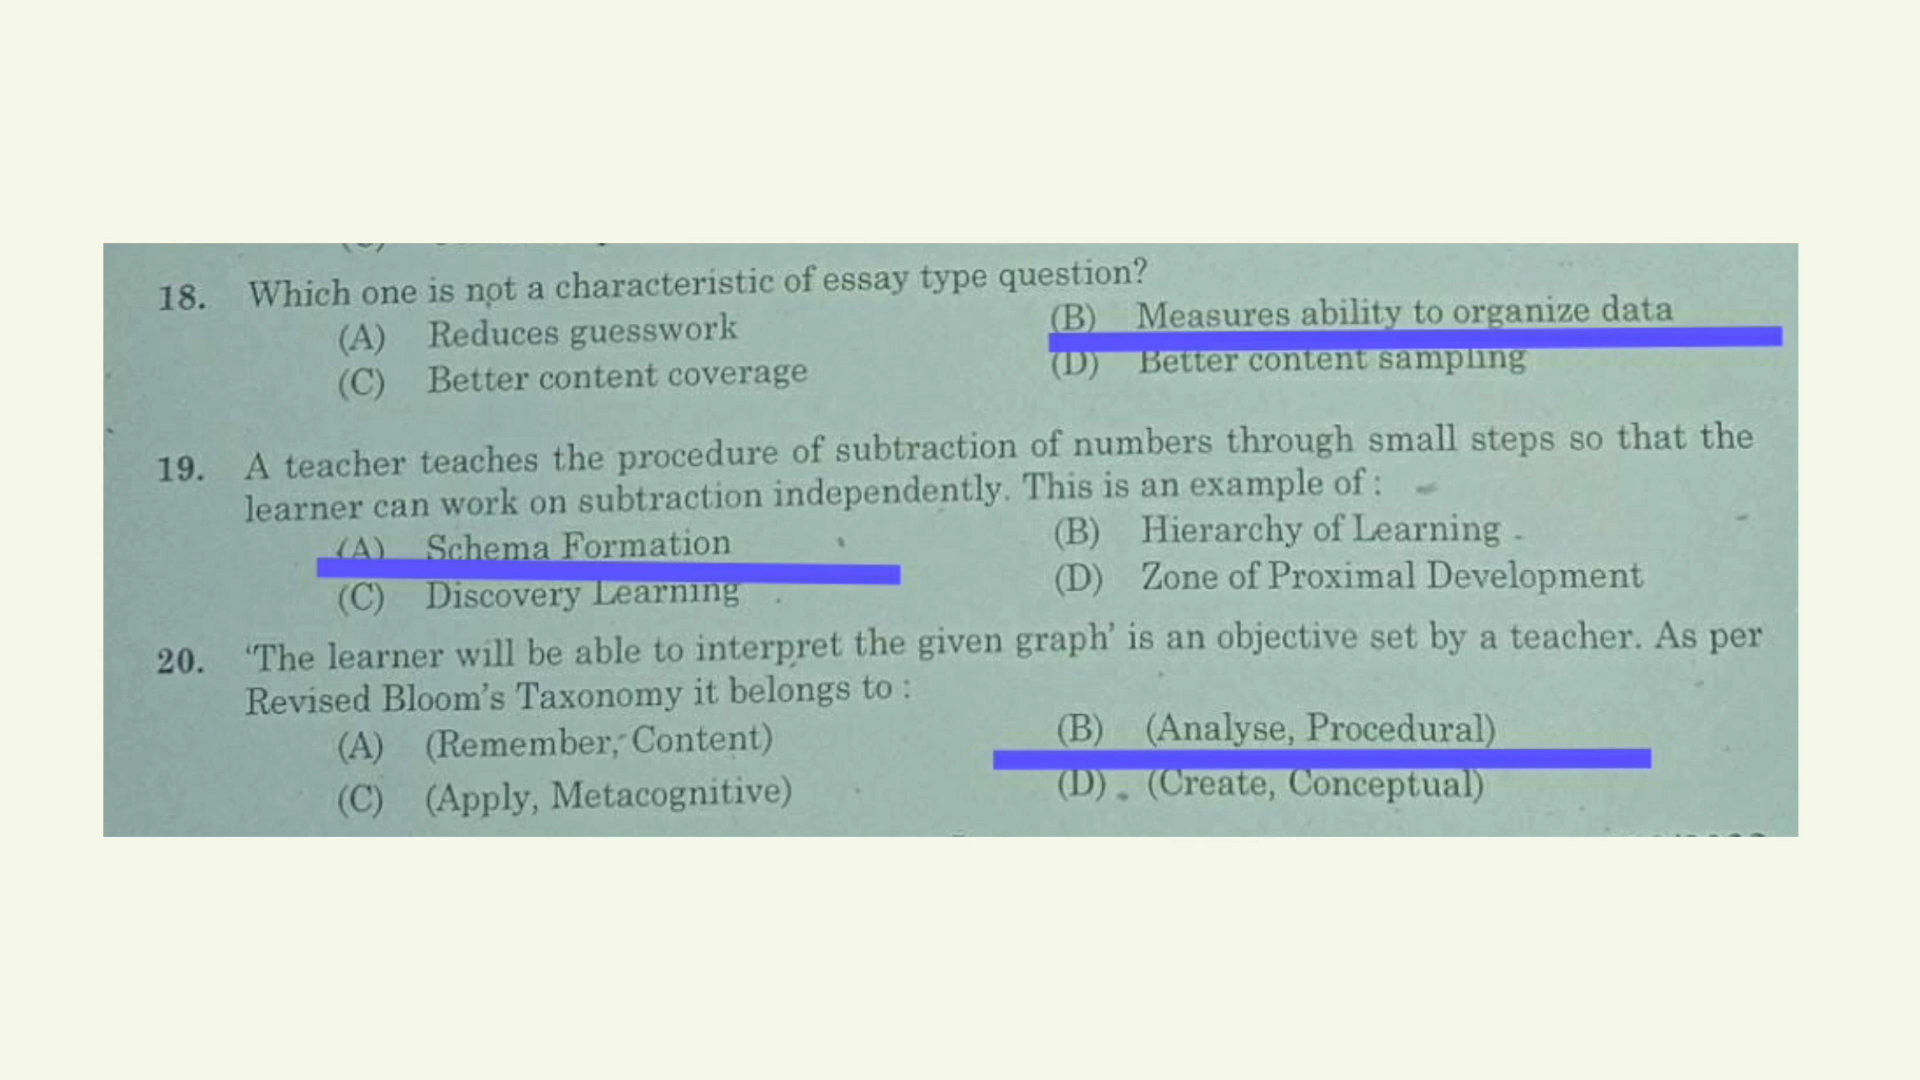 18. Which one is not a characteristic of essay type question?
(A) Reduces guesswork (B) Measures ability to organize data
(C) Better content coverage (D) Better content sampling
19. A teacher teaches the procedure of subtraction of numbers through small steps so that the
learner can work on subtraction independently. This is an example of :
(A) Schema Formation (B) Hierarchy of Learning
(C) Discovery Learning (D) Zone of Proximal Development
20. ‘The learner will be able to interpret the given graph’ is an objective set by a teacher. As per
Revised Bloom’s Taxonomy it belongs to :
(A) (Remember, Content) (B) (Analyse, Procedural)
(C) (Apply, Metacognitive) (D) (Create, Conceptual)